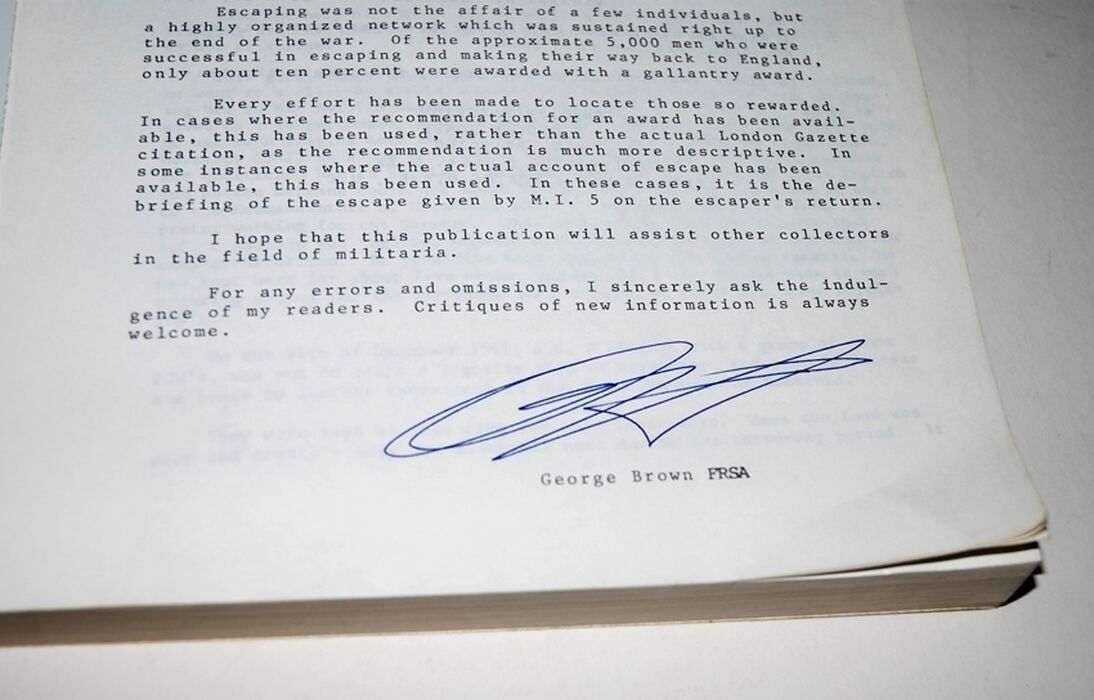 Escaping was not the affair of a few individuals, but
a highly organized network which was sustained right up to
the end of the war. Of the approximate 5,000 men who were
successful in escaping and making their way back to England,
only about ten percent were awarded with a gallantry award.
Every effort has been made to locate those so rewarded.
In cases where the recommendation for an award has been avail-
able, this has been used, rather than the actual London Gazette
citation, as the recommendation is much more descriptive. In
some instances where the actual account of escape has been
available, this has been used. In these cases, it is the de-
briefing of the escape given by M.I. 5 on the escaper's return.
I hope that this publication will assist other collectors
in the field of militaria.
For any errors and omissions, I sincerely ask the indul-
gence of my readers. Critiques of new information is always
welcome.
George Brown FRSA